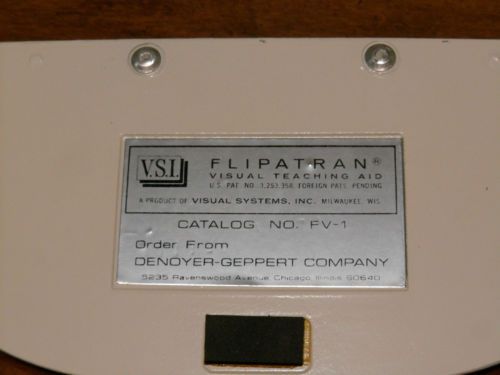 V.S.I. FLIPATRAN®
VISUAL TEACHING AID
U.S. PAT. NO. 1,253,358, FOREIGN PATS. PENDING
A PRODUCT OF VISUAL SYSTEMS, INC. MILWAUKEE, WIS.
CATALOG NO. FV-1
Order From
DENOYER-GEPPERT COMPANY
5235 Ravenswood Avenue, Chicago, Illinois 60640